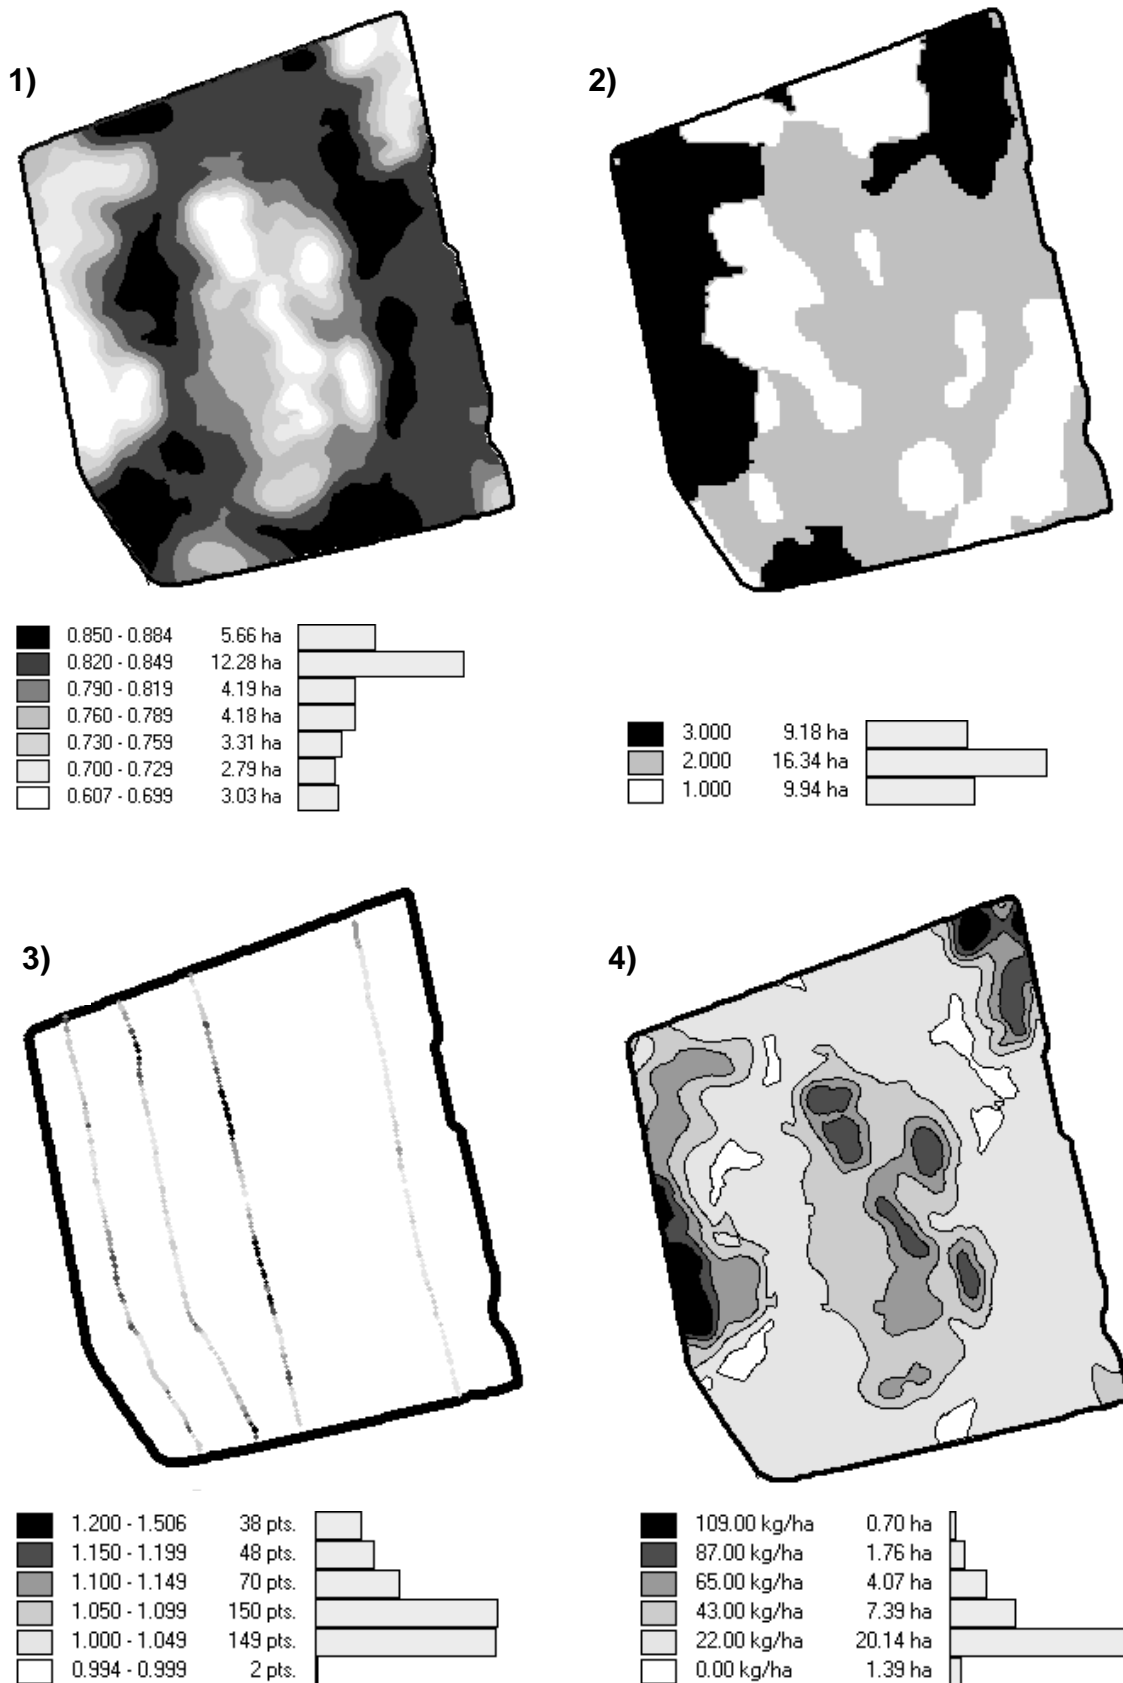 1)
2)
0.850 - 0.884 5.66 ha
0.820 - 0.849 12.28 ha
0.790 - 0.819 4.19 ha
0.760 - 0.789 4.18 ha
0.730 - 0.759 3.31 ha
0.700 - 0.729 2.79 ha
0.607 - 0.699 3.03 ha
3.000 9.18 ha
2.000 16.34 ha
1.000 9.94 ha
3)
4)
1.200 - 1.506 38 pts.
1.150 - 1.199 48 pts.
1.100 - 1.149 70 pts.
1.050 - 1.099 150 pts.
1.000 - 1.049 149 pts.
0.994 - 0.999 2 pts.
109.00 kg/ha 0.70 ha
87.00 kg/ha 1.76 ha
65.00 kg/ha 4.07 ha
43.00 kg/ha 7.39 ha
22.00 kg/ha 20.14 ha
0.00 kg/ha 1.39 ha